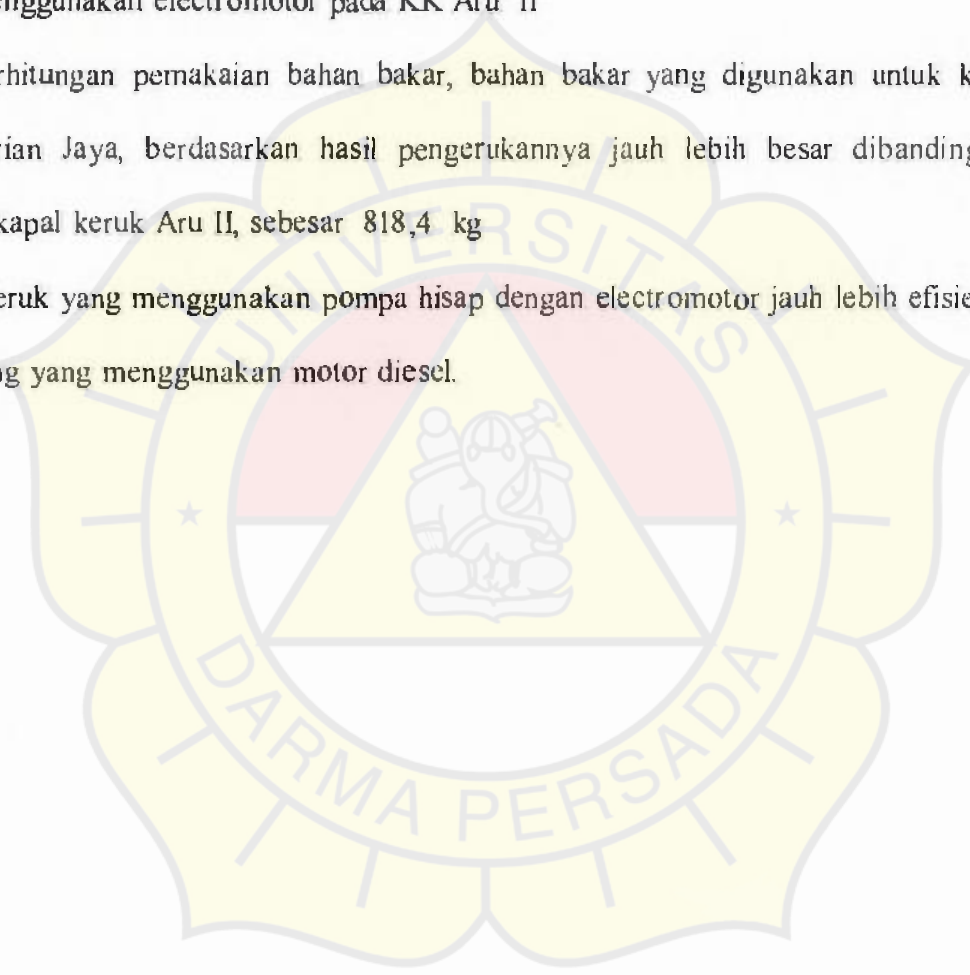 nggunakan electromotor pada KK Aru II
rhitungan pemakaian bahan bakar, bahan bakar yang digunakan untuk k
rian Jaya, berdasarkan hasil pengerukannya jauh lebih besar dibanding
kapal keruk Aru II, sebesar 818,4 kg
eruk yang menggunakan pompa hisap dengan electromotor jauh lebih efisie
g yang menggunakan motor diesel.
UNIVERSITAS
DARMA PERSADA